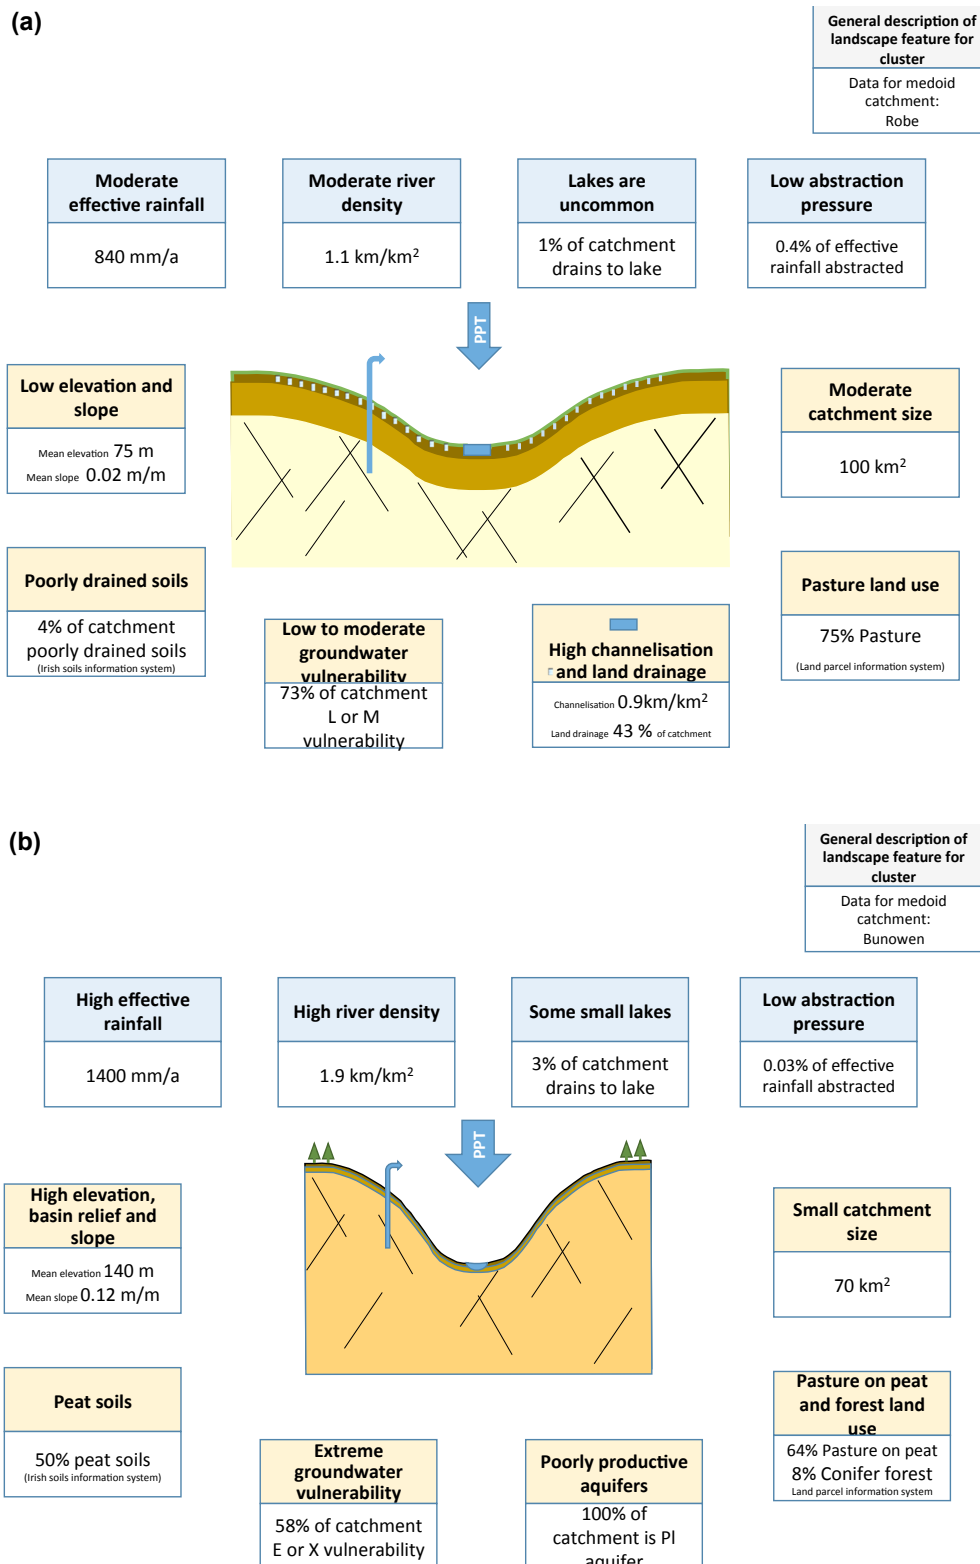 (a)
General description of
landscape feature for
cluster
Data for medoid
catchment:
Robe
Moderate
effective rainfall
840 mm/a
Moderate river
density
1.1 km/km²
Lakes are
uncommon
1% of catchment
drains to lake
Low abstraction
pressure
0.4% of effective
rainfall abstracted
PPT
Low elevation and
slope
Mean elevation 75 m
Mean slope 0.02 m/m
Moderate
catchment size
100 km²
Poorly drained soils
4% of catchment
poorly drained soils
(Irish soils information system)
Low to moderate
groundwater
vulnerability
73% of catchment
L or M
vulnerability
High channelisation
and land drainage
Channelisation 0.9km/km²
Land drainage 43 % of catchment
Pasture land use
75% Pasture
(Land parcel information system)
(b)
General description of
landscape feature for
cluster
Data for medoid
catchment:
Bunowen
High effective
rainfall
1400 mm/a
High river density
1.9 km/km²
Some small lakes
3% of catchment
drains to lake
Low abstraction
pressure
0.03% of effective
rainfall abstracted
PPT
High elevation,
basin relief and
slope
Mean elevation 140 m
Mean slope 0.12 m/m
Small catchment
size
70 km²
Peat soils
50% peat soils
(Irish soils information system)
Extreme
groundwater
vulnerability
58% of catchment
E or X vulnerability
Poorly productive
aquifers
100% of
catchment is Pl
aquifer
Pasture on peat
and forest land
use
64% Pasture on peat
8% Conifer forest
Land parcel information system